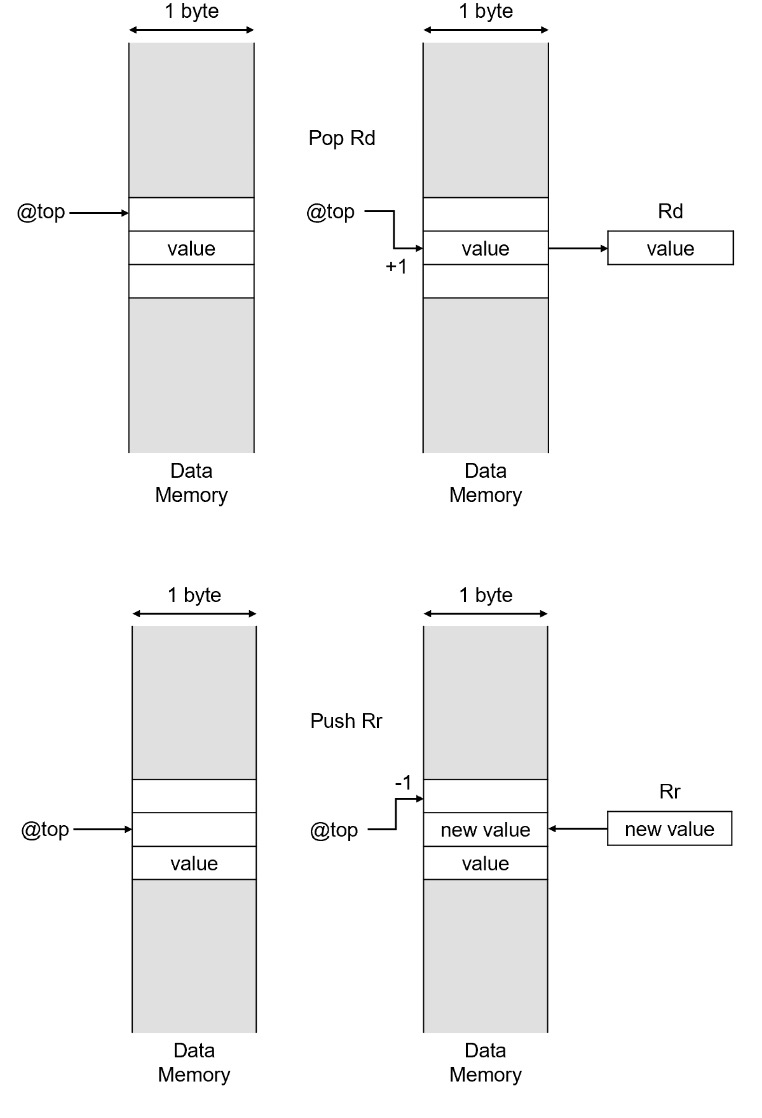 1 byte
1 byte
Pop Rd
@top
@top
Rd
value
value
value
+1
Data
Memory
Data
Memory
1 byte
1 byte
Push Rr
-1
Rr
@top
@top
new value
new value
value
value
Data
Memory
Data
Memory